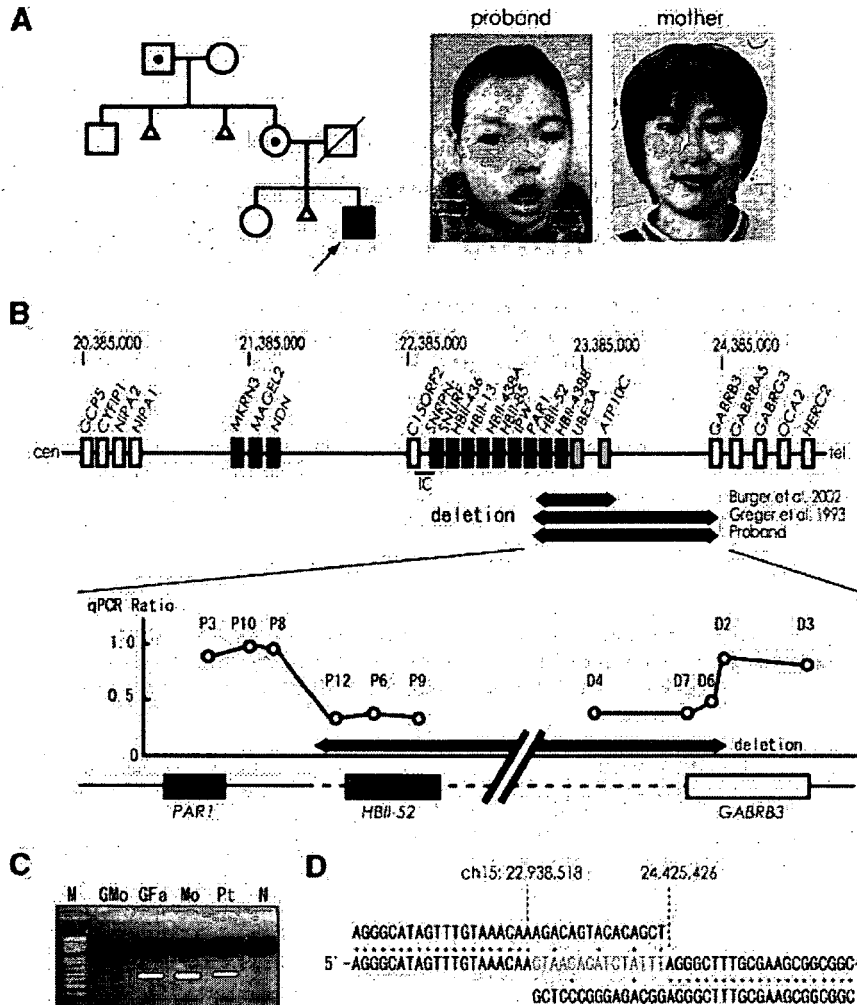 A
proband mother
B
20,385,000 21,385,000 22,385,000 23,385,000 24,385,000
GCP5 CYFIP1 NIPA2 NIPA1 MKRN3 MAGEL2 NDN C15ORF2 SNRPN- SNURF HBII-436 HBII-13 HBII-438A HBII-85 IPW PAR1 HBII-52 HBII-438B UBE3A ATP10C GABRB3 GABRA5 GABRG3 OCA2 HERC2
cen tel
IC
deletion
Burger et al. 2002
Greger et al. 1993
Proband
qPCR Ratio
P3 P10 P8 D2 D3
1.0
P12 P6 P9 D4 D7 D6
0.5
0
deletion
PAR1 HBII-52 GABRB3
C D
ch15: 22,938,518 24,425,426
M GMo GFa Mo Pt N
AGGGCATAGTTTGTAAACAAAGACAGTACACAGCT
5' -AGGGCATAGTTTGTAAACAAGTAACACATCTATTTAGGGCTTTGCGAAGCGGCGGC-
GCTCCCGGGAGACGGAGGGCTTTGCGAAGCGGCGGC